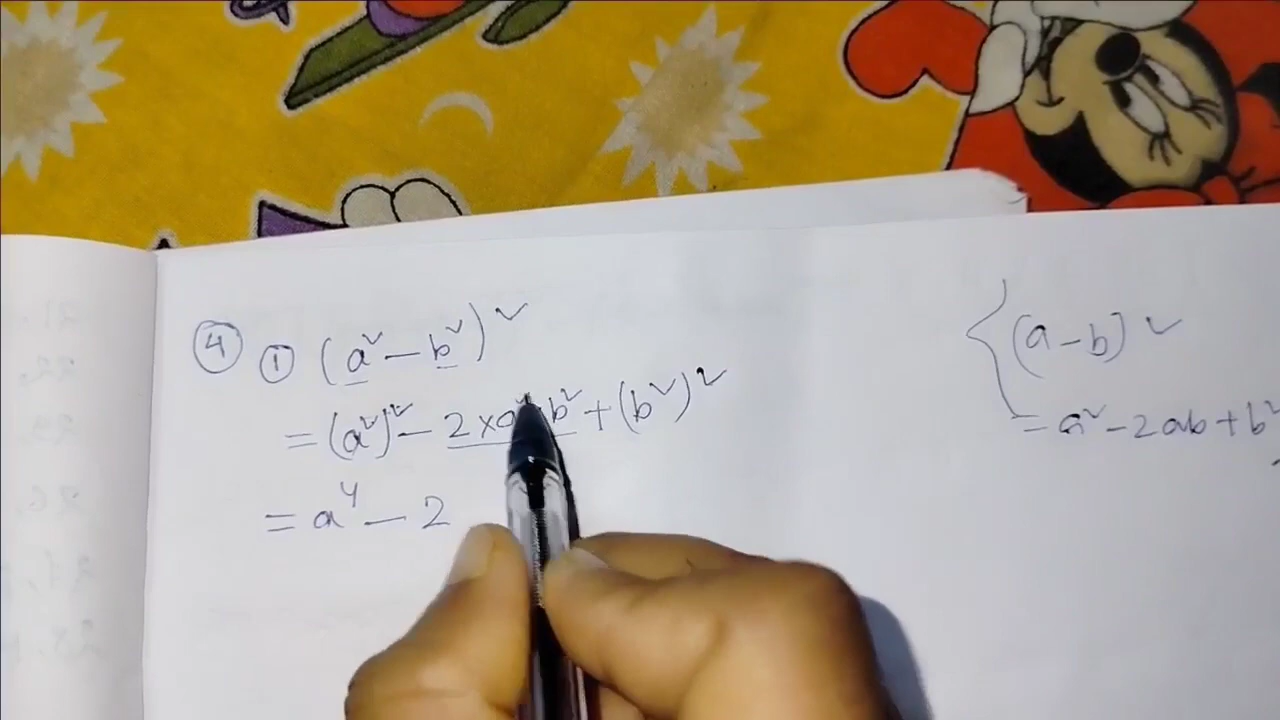 ④ ① (a² − b²)²
= (a²)² − 2×a² b² + (b²)²
= a⁴ − 2
(a − b)²
= a² − 2ab + b²